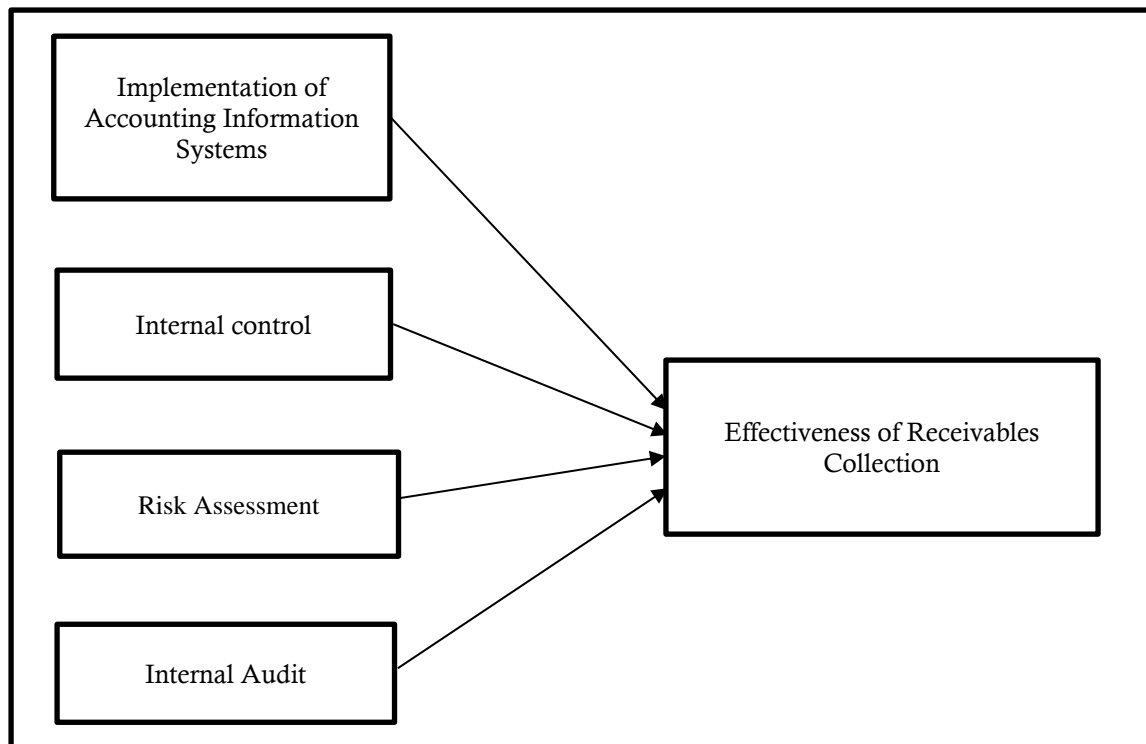 Implementation of
Accounting Information
Systems
Internal control
Risk Assessment
Internal Audit
Effectiveness of Receivables
Collection